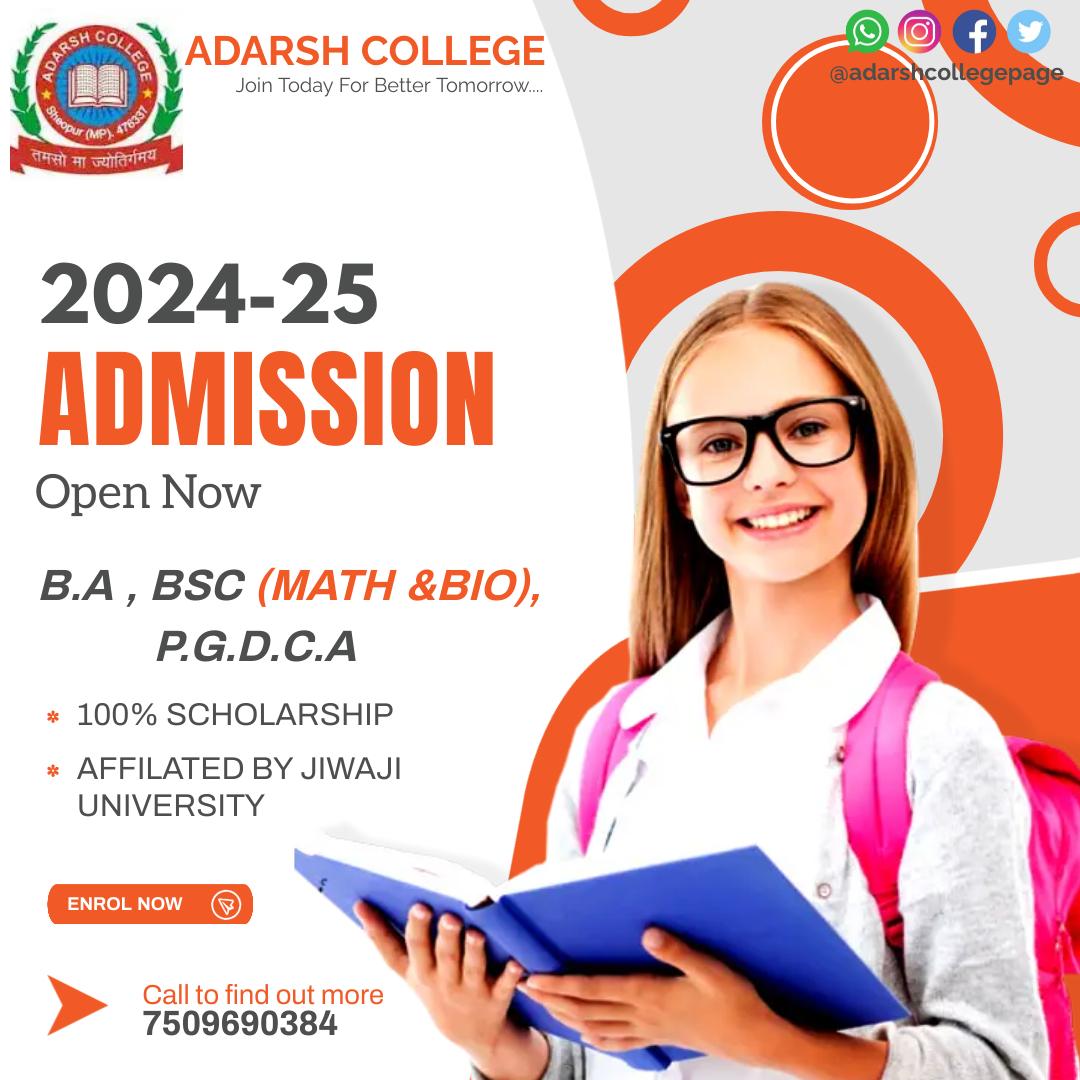 ADARSH COLLEGE
Sheopur (MP). 476337
तमसो मा ज्योतिर्गमय
ADARSH COLLEGE
Join Today For Better Tomorrow....
@adarshcollegepage
2024-25
ADMISSION
Open Now
B.A , BSC (MATH &BIO),
P.G.D.C.A
100% SCHOLARSHIP
AFFILATED BY JIWAJI
UNIVERSITY
ENROL NOW
Call to find out more
7509690384